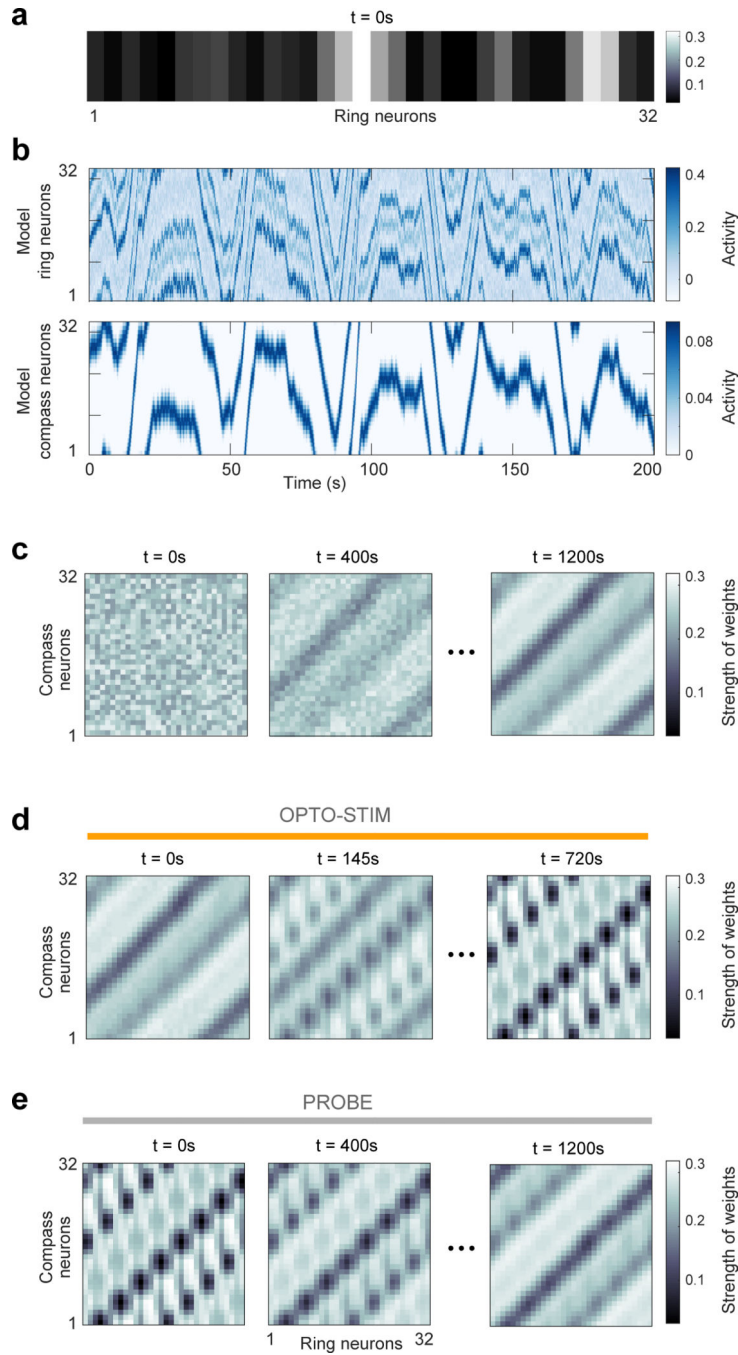 a
t = 0s
0.3
0.2
0.1
1
Ring neurons
32
b
32
Model
ring neurons
1
0.4
0.2
0
Activity
32
Model
compass neurons
1
0.08
0.04
0
Activity
0
50
100
150
200
Time (s)
c
t = 0s
t = 400s
t = 1200s
32
Compass
neurons
1
...
0.3
0.2
0.1
Strength of weights
d
OPTO-STIM
t = 0s
t = 145s
t = 720s
32
Compass
neurons
1
...
0.3
0.2
0.1
Strength of weights
e
PROBE
t = 0s
t = 400s
t = 1200s
32
Compass
neurons
1
...
0.3
0.2
0.1
Strength of weights
1
Ring neurons
32